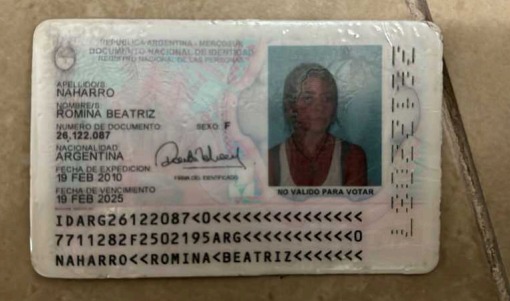 REPUBLICA ARGENTINA - MERCOSUR
DOCUMENTO NACIONAL DE IDENTIDAD
REGISTRO NACIONAL DE LAS PERSONAS
APELLIDO/S
NAHARRO
NOMBRE/S
ROMINA BEATRIZ
NUMERO DE DOCUMENTO SEXO F
26,122.087
NACIONALIDAD
ARGENTINA
FECHA DE EXPEDICION
19 FEB 2010
FIRMA DEL IDENTIFICADO
FECHA DE VENCIMIENTO
19 FEB 2025
NO VALIDO PARA VOTAR
IDARG26122087<0<<<<<<<<<<<<<<<
7711282F2502195ARG<<<<<<<<<<<0
NAHARRO<<ROMINA<BEATRIZ<<<<<<<